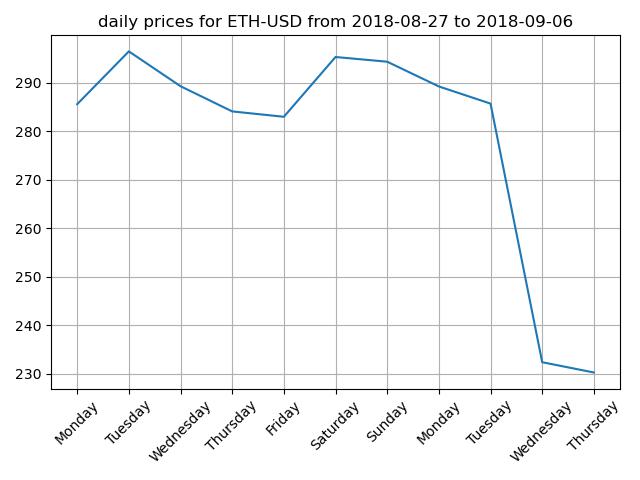 daily prices for ETH-USD from 2018-08-27 to 2018-09-06
290
280
270
260
250
240
230
Monday
Tuesday
Wednesday
Thursday
Friday
Saturday
Sunday
Monday
Tuesday
Wednesday
Thursday